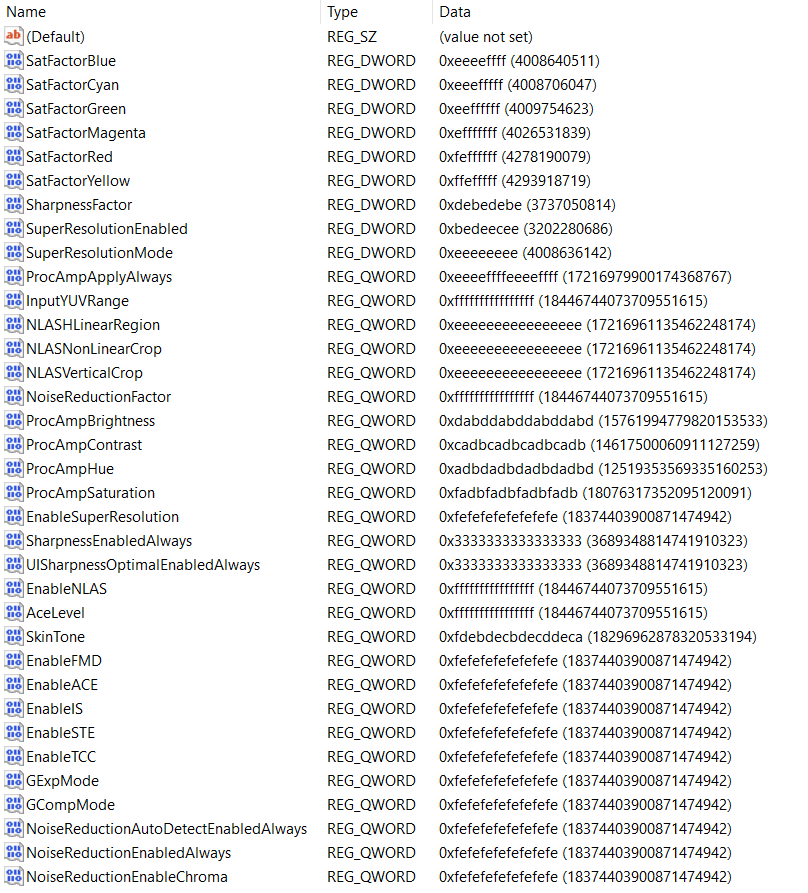 Name Type Data
(Default) REG_SZ (value not set)
SatFactorBlue REG_DWORD 0xeeeeffff (4008640511)
SatFactorCyan REG_DWORD 0xeeefffff (4008706047)
SatFactorGreen REG_DWORD 0xeeffffff (4009754623)
SatFactorMagenta REG_DWORD 0xefffffff (4026531839)
SatFactorRed REG_DWORD 0xfeffffff (4278190079)
SatFactorYellow REG_DWORD 0xffefffff (4293918719)
SharpnessFactor REG_DWORD 0xdebedebe (3737050814)
SuperResolutionEnabled REG_DWORD 0xbedeecee (3202280686)
SuperResolutionMode REG_DWORD 0xeeeeeeee (4008636142)
ProcAmpApplyAlways REG_QWORD 0xeeeeffffeeeeffff (17216979900174368767)
InputYUVRange REG_QWORD 0xffffffffffffffff (18446744073709551615)
NLASHLinearRegion REG_QWORD 0xeeeeeeeeeeeeeeee (17216961135462248174)
NLASNonLinearCrop REG_QWORD 0xeeeeeeeeeeeeeeee (17216961135462248174)
NLASVerticalCrop REG_QWORD 0xeeeeeeeeeeeeeeee (17216961135462248174)
NoiseReductionFactor REG_QWORD 0xffffffffffffffff (18446744073709551615)
ProcAmpBrightness REG_QWORD 0xdabddabddabddabd (15761994779820153533)
ProcAmpContrast REG_QWORD 0xcadbcadbcadbcadb (14617500060911127259)
ProcAmpHue REG_QWORD 0xadbdadbdadbdadbd (12519353569335160253)
ProcAmpSaturation REG_QWORD 0xfadbfadbfadbfadb (18076317352095120091)
EnableSuperResolution REG_QWORD 0xfefefefefefefefe (18374403900871474942)
SharpnessEnabledAlways REG_QWORD 0x3333333333333333 (3689348814741910323)
UISharpnessOptimalEnabledAlways REG_QWORD 0x3333333333333333 (3689348814741910323)
EnableNLAS REG_QWORD 0xffffffffffffffff (18446744073709551615)
AceLevel REG_QWORD 0xffffffffffffffff (18446744073709551615)
SkinTone REG_QWORD 0xfdebdecbdecddeca (18296962878320533194)
EnableFMD REG_QWORD 0xfefefefefefefefe (18374403900871474942)
EnableACE REG_QWORD 0xfefefefefefefefe (18374403900871474942)
EnableIS REG_QWORD 0xfefefefefefefefe (18374403900871474942)
EnableSTE REG_QWORD 0xfefefefefefefefe (18374403900871474942)
EnableTCC REG_QWORD 0xfefefefefefefefe (18374403900871474942)
GExpMode REG_QWORD 0xfefefefefefefefe (18374403900871474942)
GCompMode REG_QWORD 0xfefefefefefefefe (18374403900871474942)
NoiseReductionAutoDetectEnabledAlways REG_QWORD 0xfefefefefefefefe (18374403900871474942)
NoiseReductionEnabledAlways REG_QWORD 0xfefefefefefefefe (18374403900871474942)
NoiseReductionEnableChroma REG_QWORD 0xfefefefefefefefe (18374403900871474942)